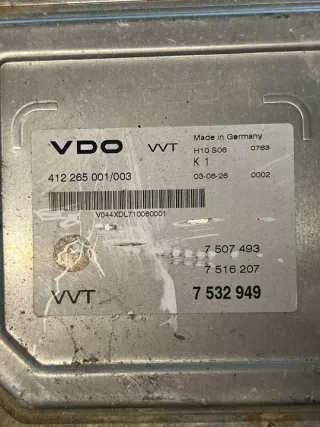 VDO VVT Made in Germany
H10 S06 0763
K 1
412 265 001/003 03-06-26 0002
V044XDL710060001
7 507 493
7 516 207
VVT 7 532 949